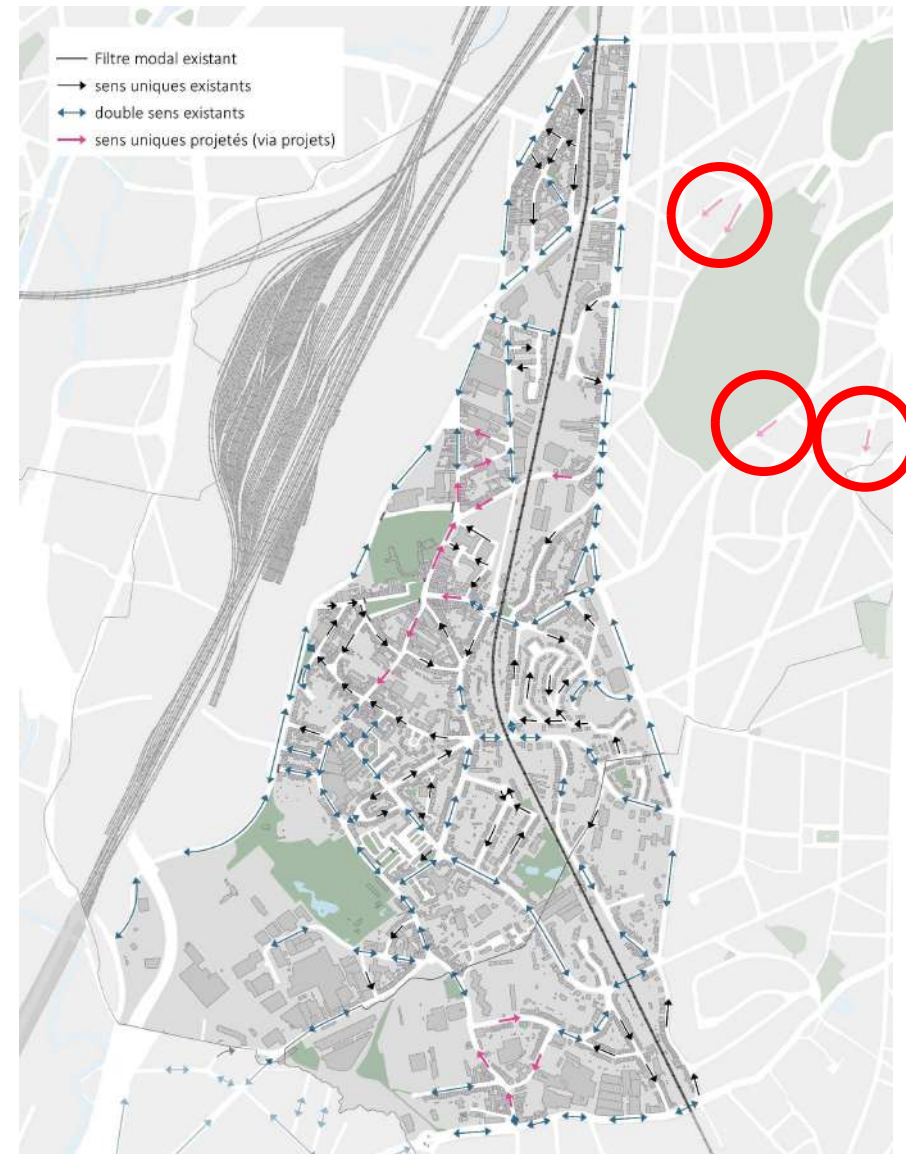 Filtre modal existant
sens uniques existants
double sens existants
sens uniques projetés (via projets)